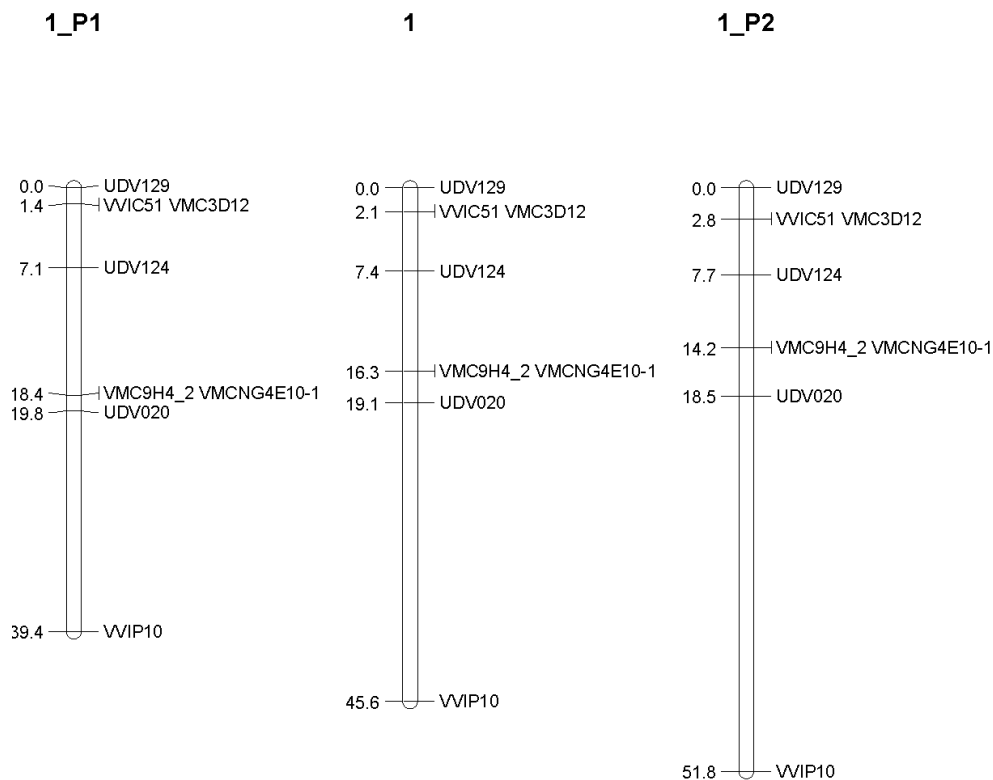 1_P1
0.0 UDV129
1.4 VVIC51 VMC3D12
7.1 UDV124
18.4 VMC9H4_2 VMCNG4E10-1
19.8 UDV020
39.4 VVIP10
1
0.0 UDV129
2.1 VVIC51 VMC3D12
7.4 UDV124
16.3 VMC9H4_2 VMCNG4E10-1
19.1 UDV020
45.6 VVIP10
1_P2
0.0 UDV129
2.8 VVIC51 VMC3D12
7.7 UDV124
14.2 VMC9H4_2 VMCNG4E10-1
18.5 UDV020
51.8 VVIP10